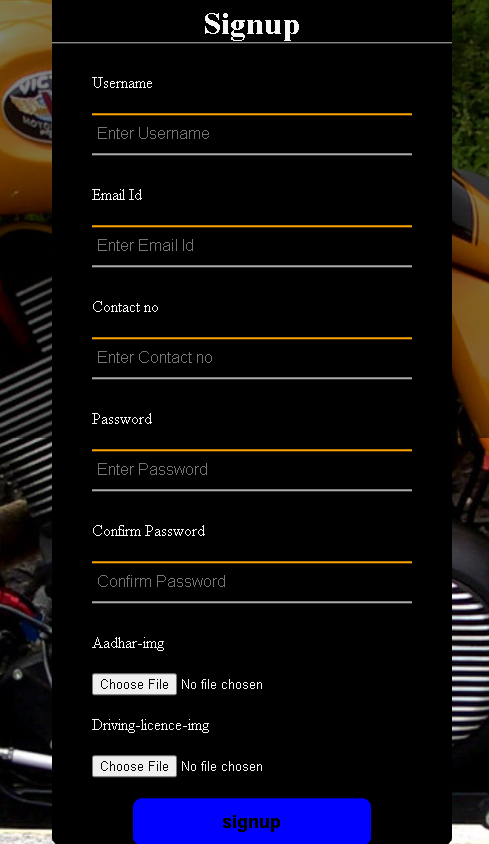 Signup
Username
Enter Username
Email Id
Enter Email Id
Contact no
Enter Contact no
Password
Enter Password
Confirm Password
Confirm Password
Aadhar-img
Choose File No file chosen
Driving-licence-img
Choose File No file chosen
signup